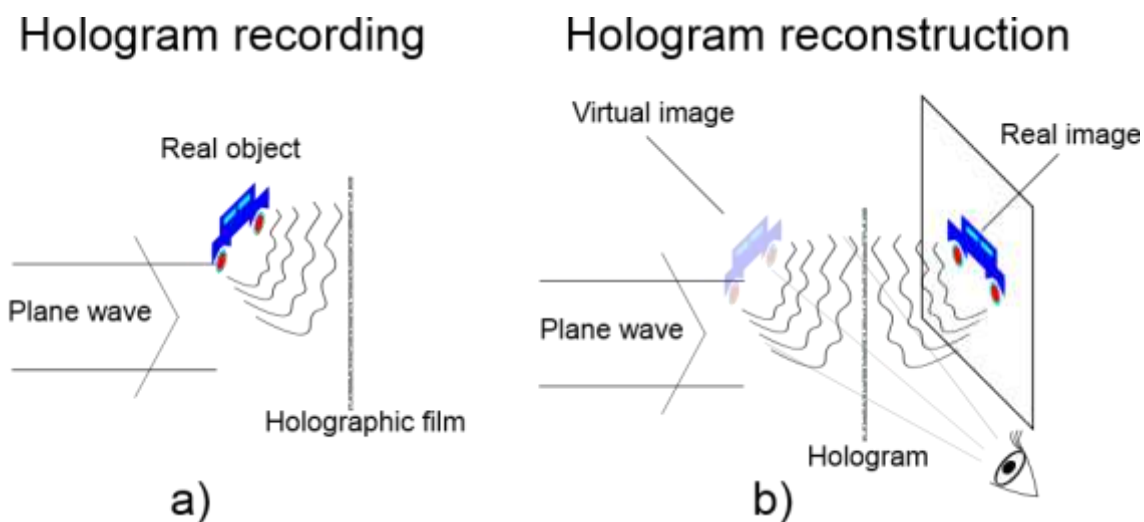 Hologram recording
Real object
Plane wave
Holographic film
a)
Hologram reconstruction
Virtual image
Real image
Plane wave
Hologram
b)